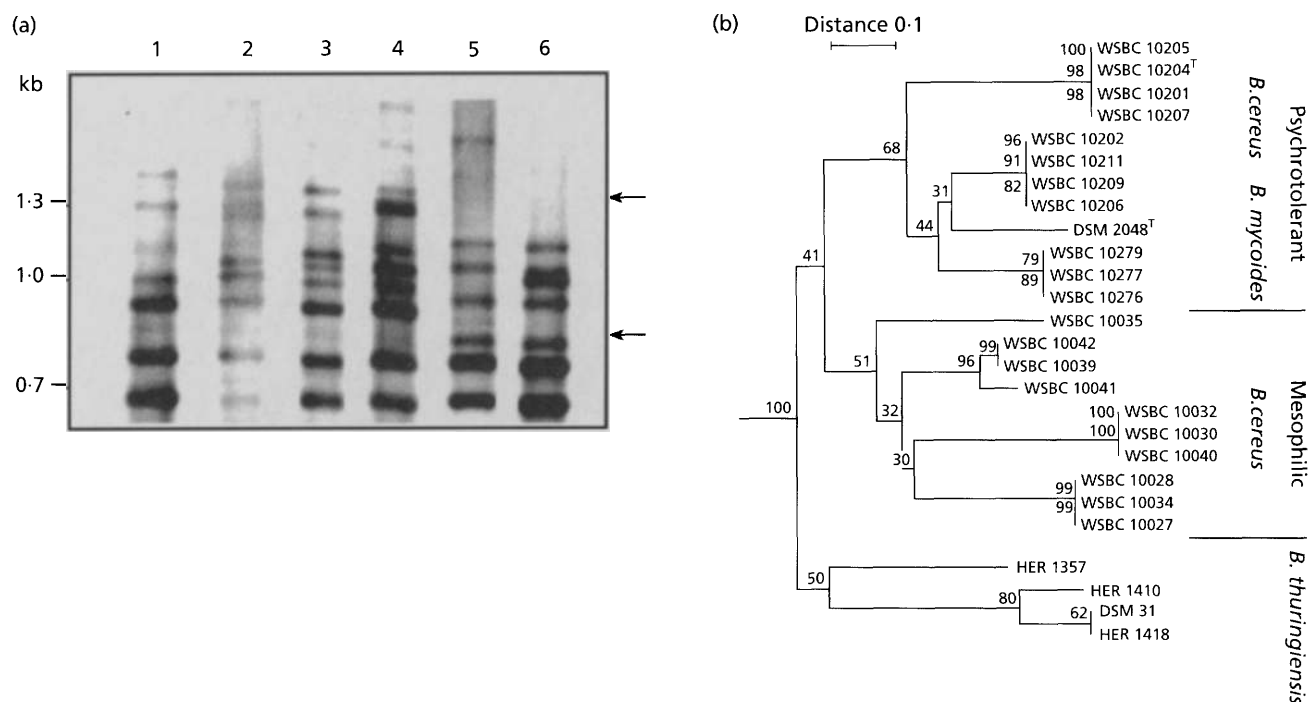 (a)
1 2 3 4 5 6
kb
1·3
1·0
0·7
(b)
Distance 0·1
100 WSBC 10205
98 WSBC 10204T
98 WSBC 10201
WSBC 10207
96 WSBC 10202
68
91 WSBC 10211
82 WSBC 10209
31
WSBC 10206
44 DSM 2048T
79 WSBC 10279
41
89 WSBC 10277
WSBC 10276
WSBC 10035
99 WSBC 10042
51 96
WSBC 10039
WSBC 10041
100
32
100 WSBC 10032
100 WSBC 10030
WSBC 10040
30
99 WSBC 10028
99 WSBC 10034
WSBC 10027
50 HER 1357
80 HER 1410
62 DSM 31
HER 1418
Psychrotolerant
B.cereus B. mycoides
Mesophilic
B.cereus
B. thuringiensis